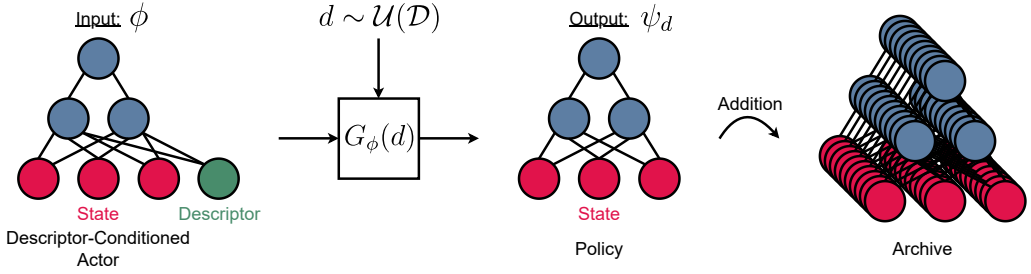 Input: ϕ
d ∼ 𝒰(𝒟)
Output: ψ_d
G_ϕ(d)
Addition
State
Descriptor
State
Descriptor-Conditioned
Actor
Policy
Archive